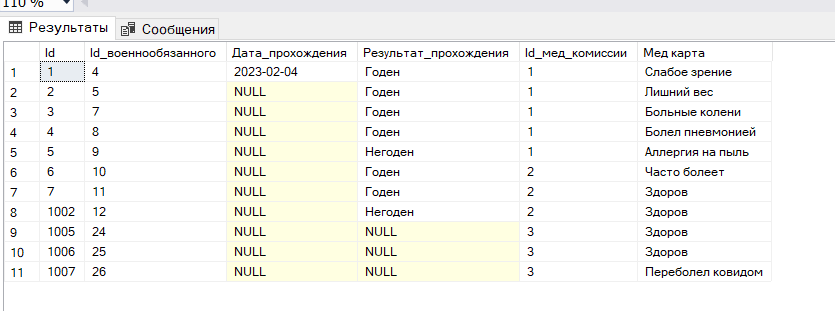 110 %
Результаты Сообщения
Id Id_военнообязанного Дата_прохождения Результат_прохождения Id_мед_комиссии Мед карта
1 1 4 2023-02-04 Годен 1 Слабое зрение
2 2 5 NULL Годен 1 Лишний вес
3 3 7 NULL Годен 1 Больные колени
4 4 8 NULL Годен 1 Болел пневмонией
5 5 9 NULL Негоден 1 Аллергия на пыль
6 6 10 NULL Годен 2 Часто болеет
7 7 11 NULL Годен 2 Здоров
8 1002 12 NULL Негоден 2 Здоров
9 1005 24 NULL NULL 3 Здоров
10 1006 25 NULL NULL 3 Здоров
11 1007 26 NULL NULL 3 Переболел ковидом